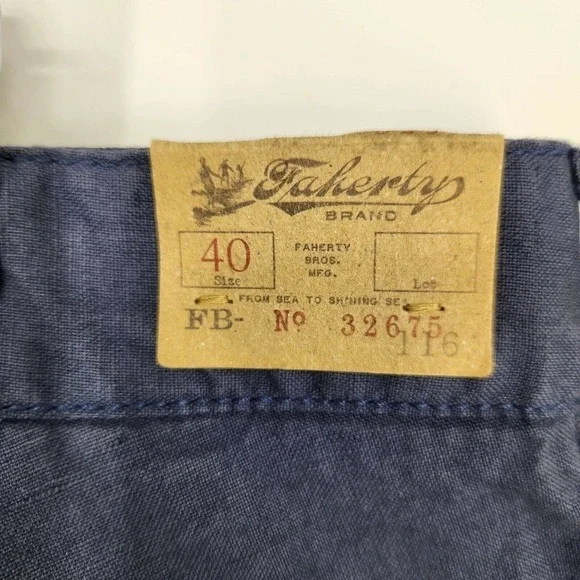 Faherty
BRAND
40
Size
FAHERTY
BROS.
MFG.
Lot
FROM SEA TO SHINING SEA
FB- Nº 32675
116